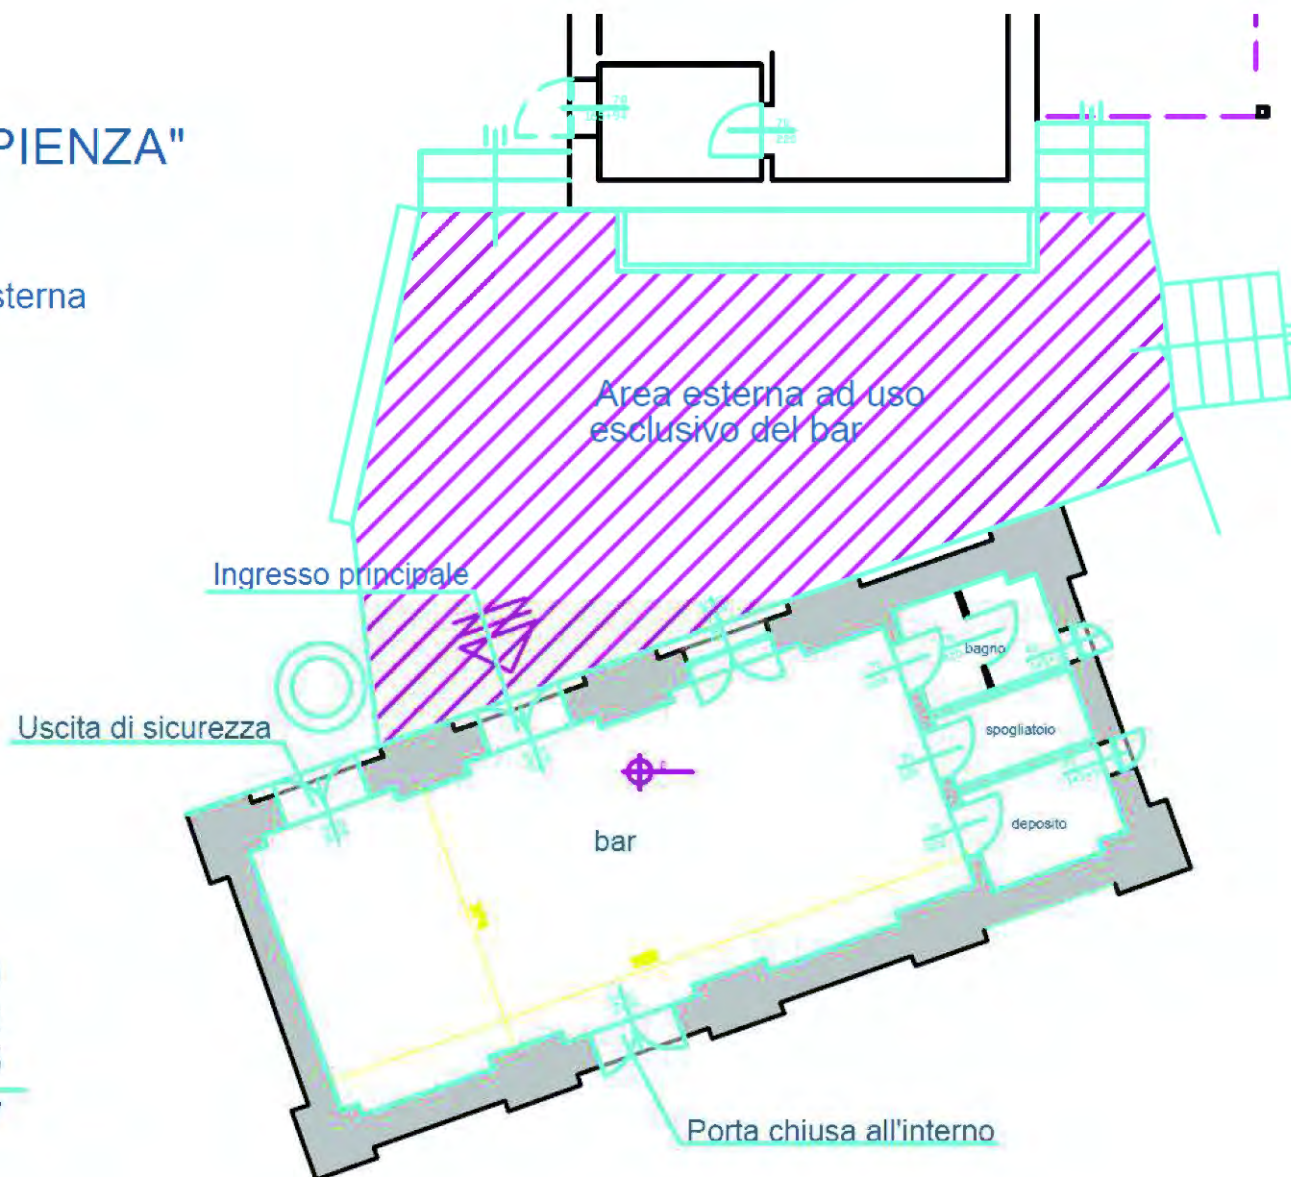 PIENZA"
sterna
Area esterna ad uso
esclusivo del bar
Ingresso principale
Uscita di sicurezza
bagno
spogliatoio
deposito
bar
Porta chiusa all'interno